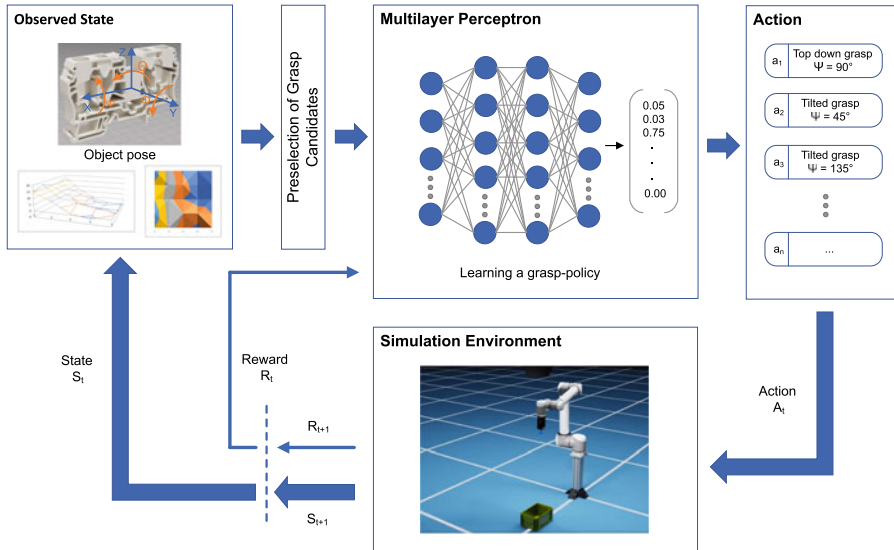 Observed State
Z
Θ
X
Y
Object pose
Preselection of Grasp
Candidates
Multilayer Perceptron
0.05
0.03
0.75
.
.
.
0.00
Learning a grasp-policy
Action
a1 Top down grasp
Ψ = 90°
a2 Tilted grasp
Ψ = 45°
a3 Tilted grasp
Ψ = 135°
an ...
State
St
Reward
Rt
Rt+1
St+1
Simulation Environment
Action
At